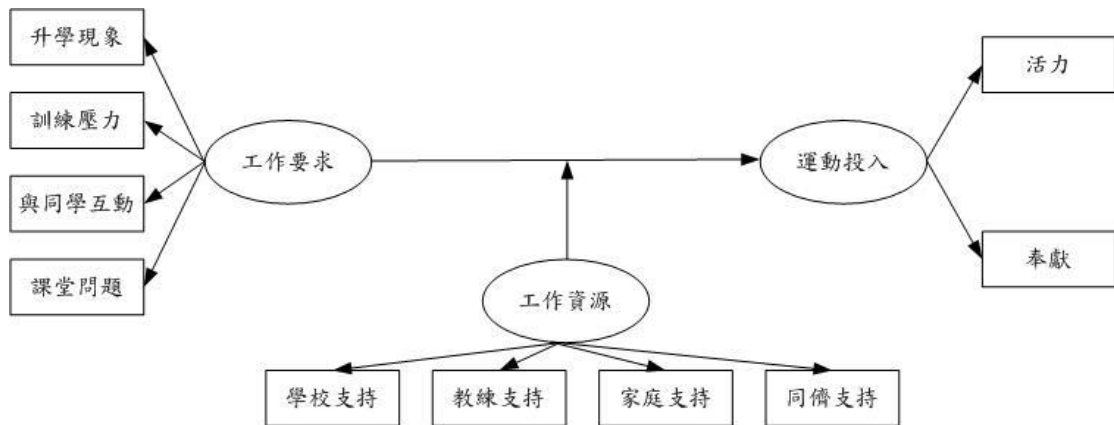 升學現象
訓練壓力
與同學互動
課堂問題
工作要求
運動投入
活力
奉獻
工作資源
學校支持
教練支持
家庭支持
同儕支持